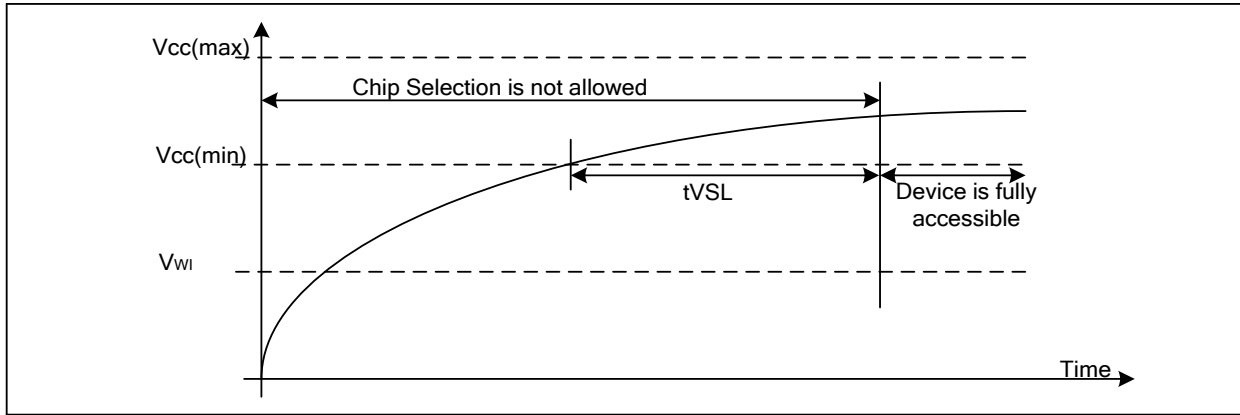 Vcc(max)
Chip Selection is not allowed
Vcc(min)
tVSL
Device is fully
accessible
VWI
Time